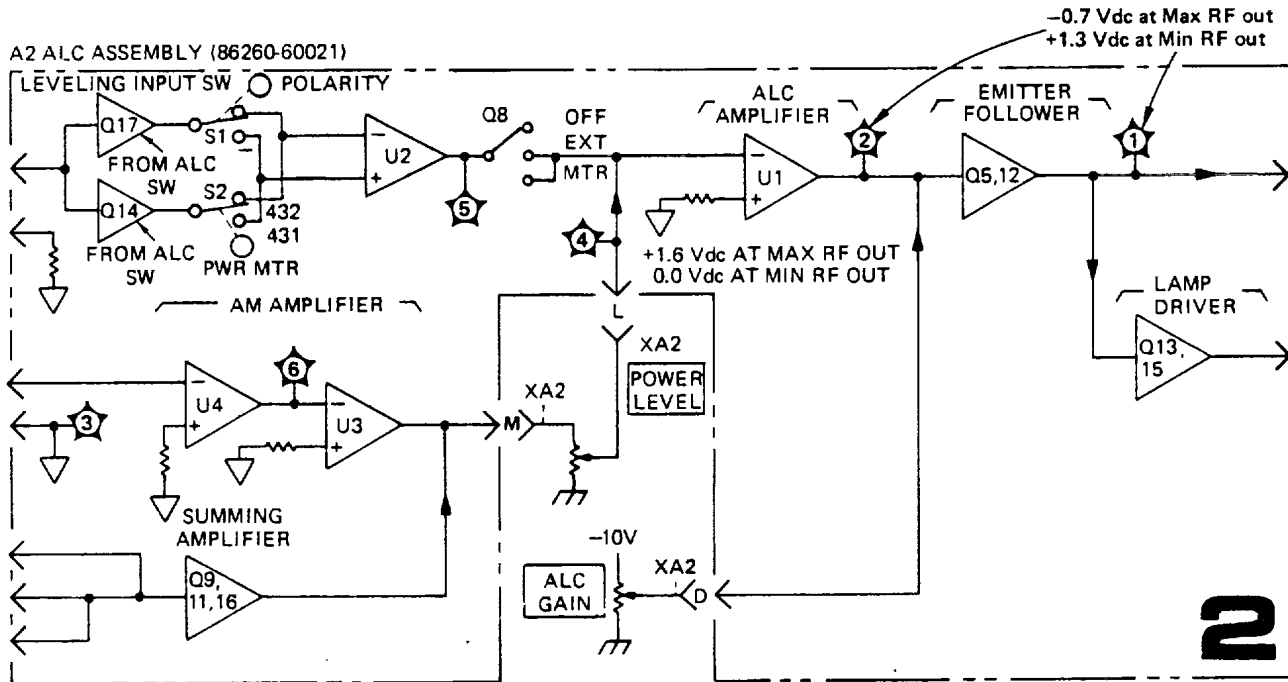 −0.7 Vdc at Max RF out
+1.3 Vdc at Min RF out
A2 ALC ASSEMBLY (86260-60021)
LEVELING INPUT SW
POLARITY
Q17
S1
−
FROM ALC
SW
S2
Q14
432
431
FROM ALC
SW
PWR MTR
−
+
U2
5
Q8
OFF
EXT
MTR
4
ALC
AMPLIFIER
−
+
U1
2
+1.6 Vdc AT MAX RF OUT
0.0 Vdc AT MIN RF OUT
EMITTER
FOLLOWER
Q5,12
1
LAMP
DRIVER
Q13,
15
AM AMPLIFIER
−
+
U4
6
−
+
U3
3
L
XA2
POWER
LEVEL
M
XA2
SUMMING
AMPLIFIER
Q9,
11,16
−10V
ALC
GAIN
XA2
D
2